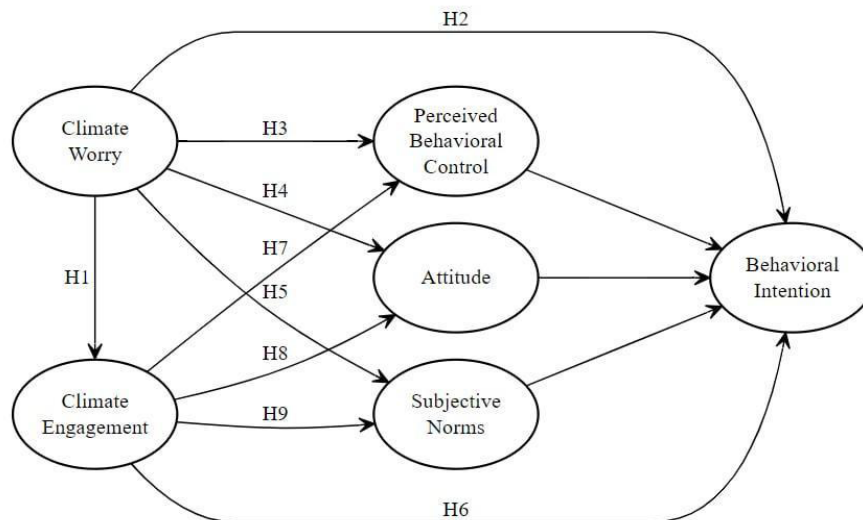 H2
Climate
Worry
H3
Perceived
Behavioral
Control
H4
H7
H1
H5
Attitude
Behavioral
Intention
H8
Climate
Engagement
H9
Subjective
Norms
H6